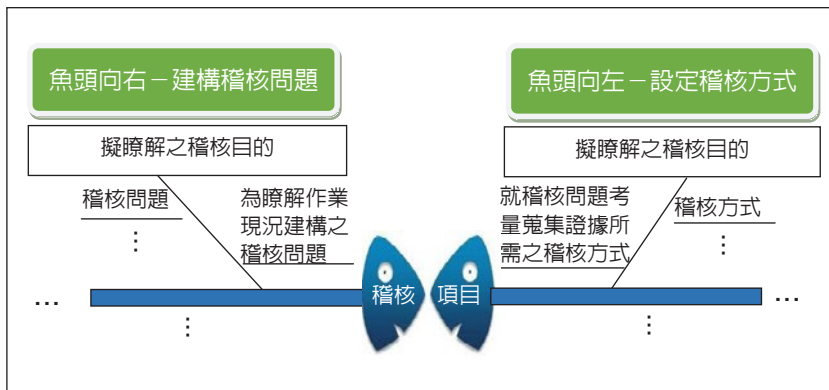 魚頭向右－建構稽核問題
擬瞭解之稽核目的
稽核問題
⋮
為瞭解作業
現況建構之
稽核問題
…
⋮
稽核
魚頭向左－設定稽核方式
擬瞭解之稽核目的
就稽核問題考
量蒐集證據所
需之稽核方式
稽核方式
⋮
項目
…
⋮